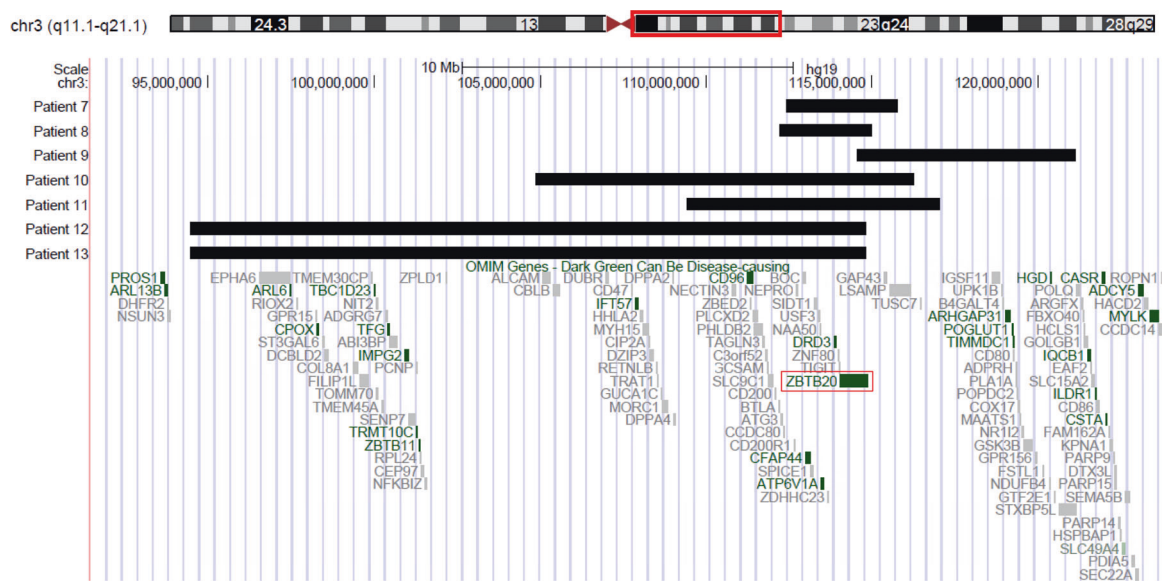 chr3 (q11.1-q21.1) 24.3 13 23 q24 28 q29
Scale 10 Mb hg19
chr3: 95,000,000 100,000,000 105,000,000 110,000,000 115,000,000 120,000,000
Patient 7
Patient 8
Patient 9
Patient 10
Patient 11
Patient 12
Patient 13
OMIM Genes - Dark Green Can Be Disease-causing
PROS1 EPHA6 TMEM30CP ZPLD1 ALCAM DUBR DPPA2 CD96 BOC GAP43 IGSF11 HGD CASR ROPN1
ARL13B ARL6 TBC1D23 CBLB CD47 NECTIN3 NEPRO LSAMP UPK1B POLQ ADCY5
DHFR2 RIOX2 NIT2 IFT57 ZBED2 SIDT1 TUSC7 B4GALT4 ARGFX HACD2
NSUN3 GPR15 ADGRG7 HHLA2 PLCXD2 USF3 ARHGAP31 FBXO40 MYLK
CPOX TFG MYH15 PHLDB2 NAA50 POGLUT1 HCLS1 CCDC14
ST3GAL6 ABI3BP CIP2A TAGLN3 DRD3 TIMMDC1 GOLGB1
DCBLD2 IMPG2 DZIP3 C3orf52 ZNF80 CD80 IQCB1
COL8A1 PCNP RETNLB GCSAM TIGIT ADPRH EAF2
FILIP1L TRAT1 SLC9C1 ZBTB20 PLA1A SLC15A2
TOMM70 GUCA1C CD200 POPDC2 ILDR1
TMEM45A MORC1 BTLA COX17 CD86
SENP7 DPPA4 ATG3 MAATS1 CSTA
TRMT10C CCDC80 NR1I2 FAM162A
ZBTB11 CD200R1 GSK3B KPNA1
RPL24 CFAP44 GPR156 PARP9
CEP97 SPICE1 FSTL1 DTX3L
NFKBIZ ATP6V1A NDUFB4 PARP15
ZDHHC23 GTF2E1 SEMA5B
STXBP5L
PARP14
HSPBAP1
SLC49A4
PDIA5
SEC22A